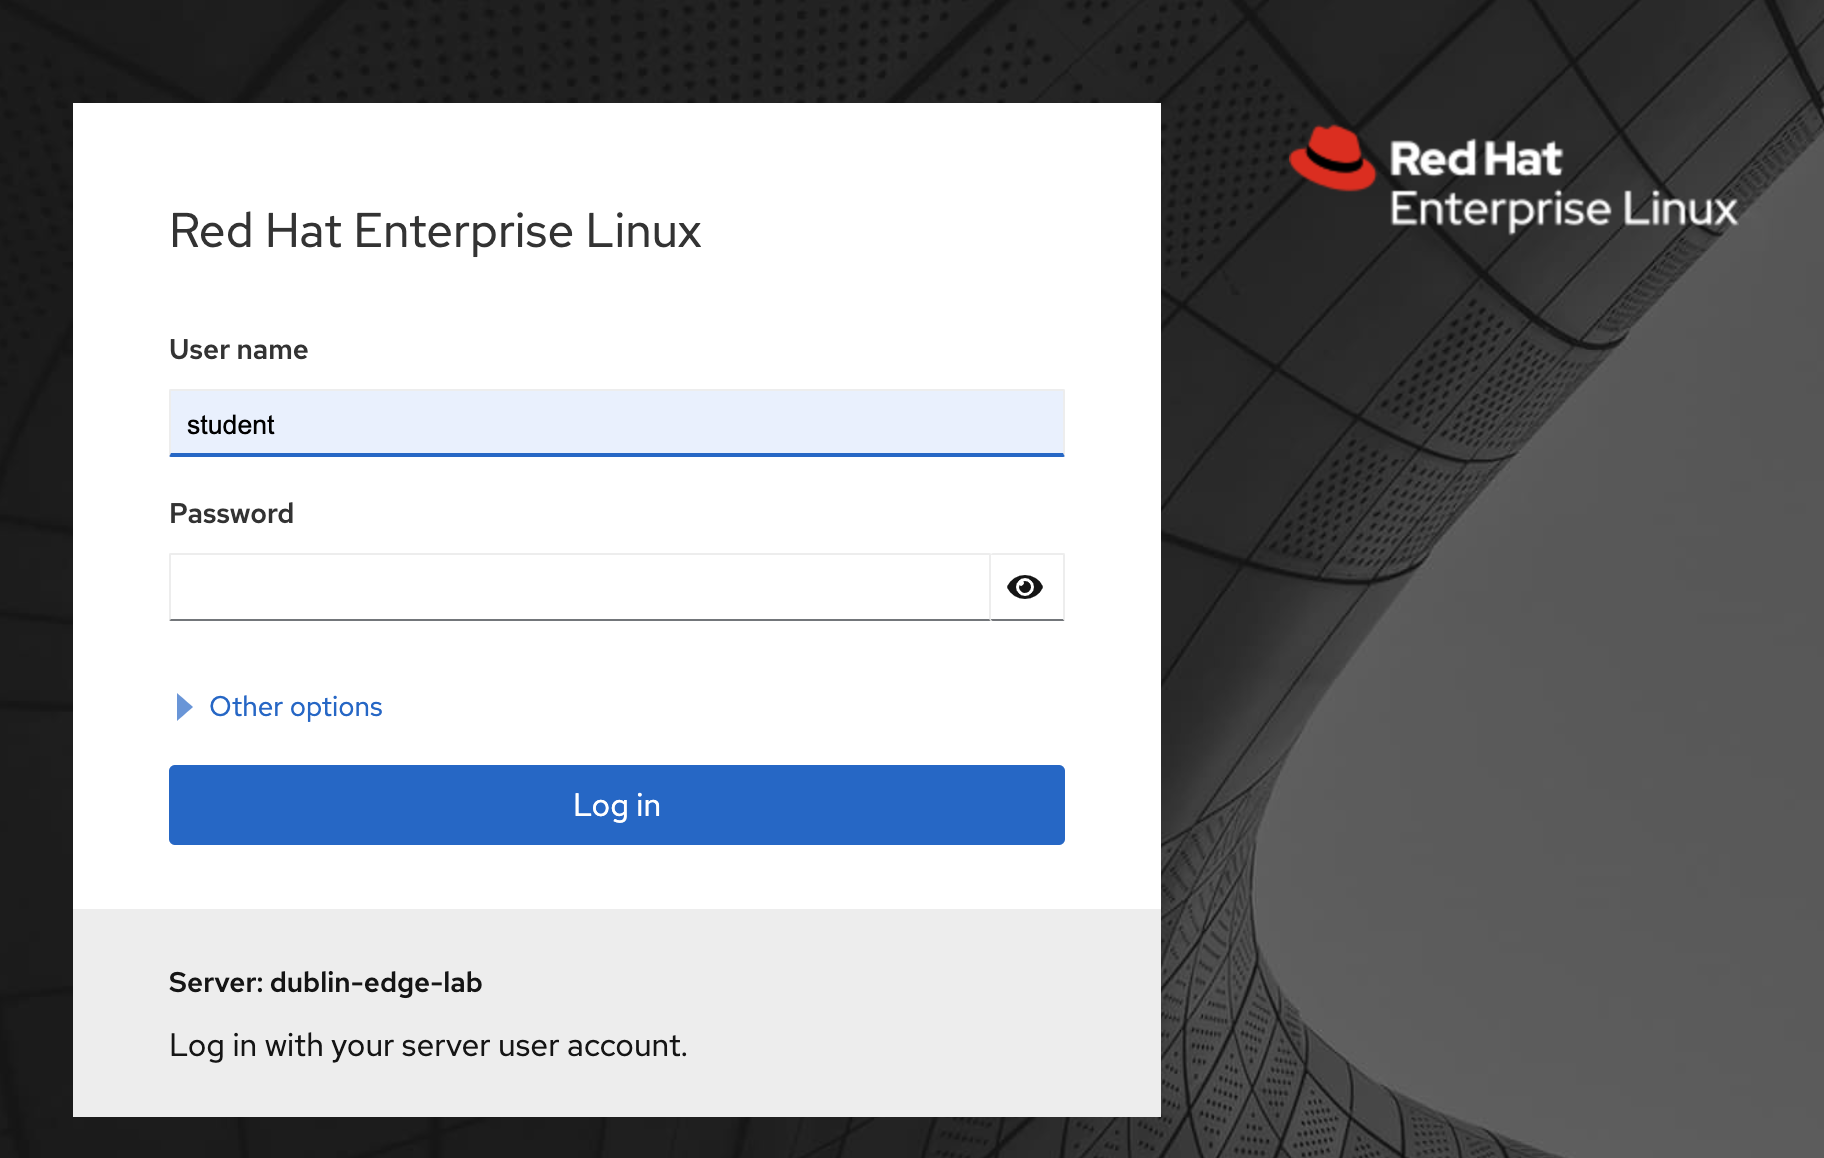 Red Hat Enterprise Linux
User name
student
Password
Other options
Log in
Server: dublin-edge-lab
Log in with your server user account.
Red Hat
Enterprise Linux